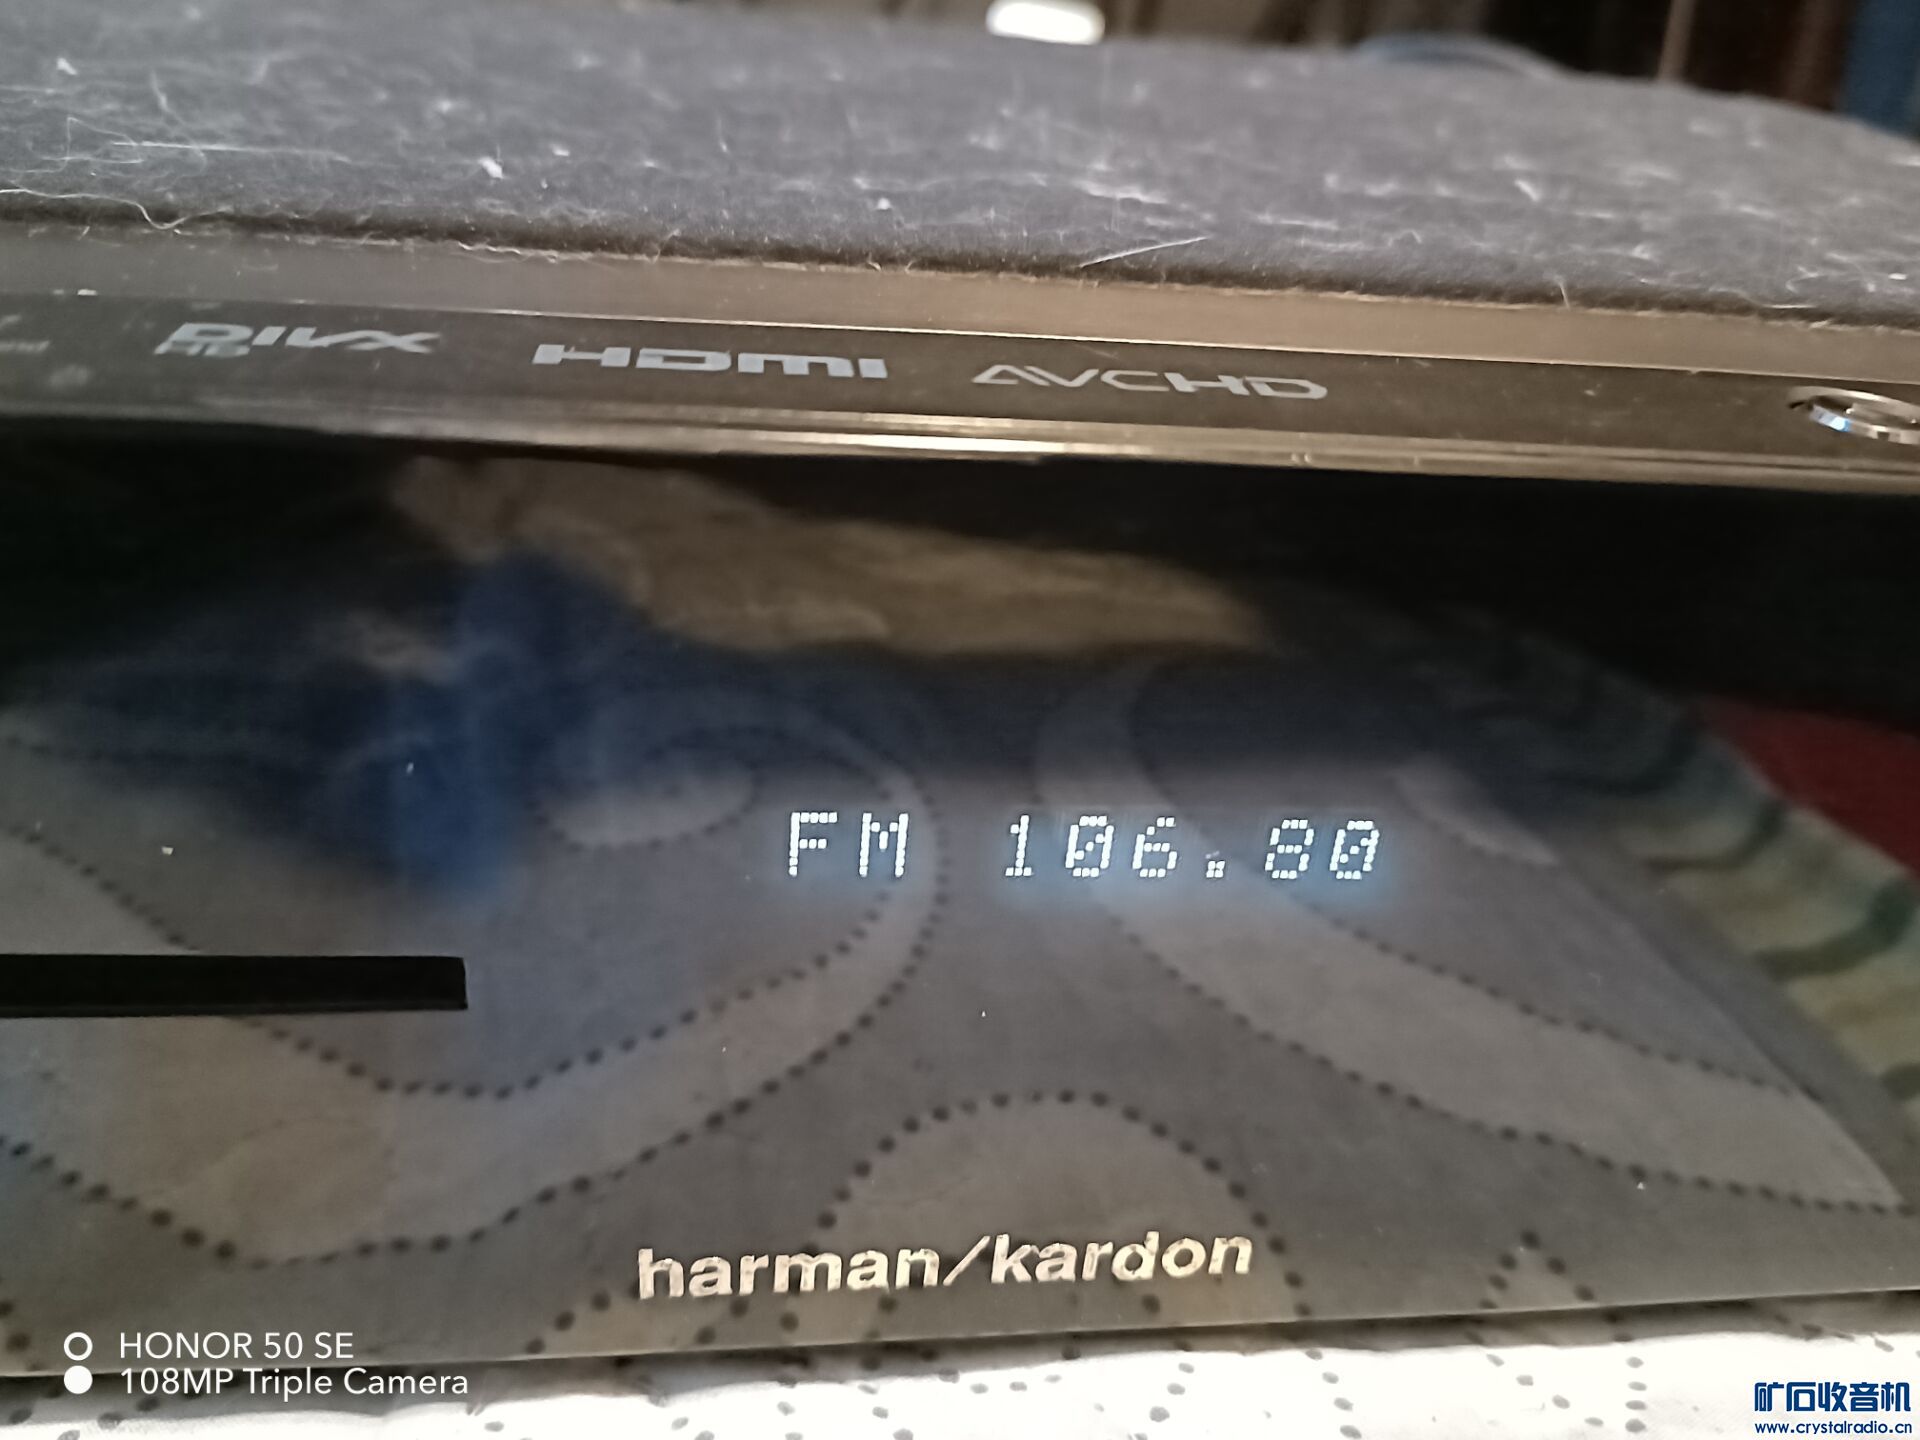 DIVX
HD
HDMI
AVCHD
FM 106.80
harman/kardon
HONOR 50 SE
108MP Triple Camera
矿石收音机
www.crystalradio.cn